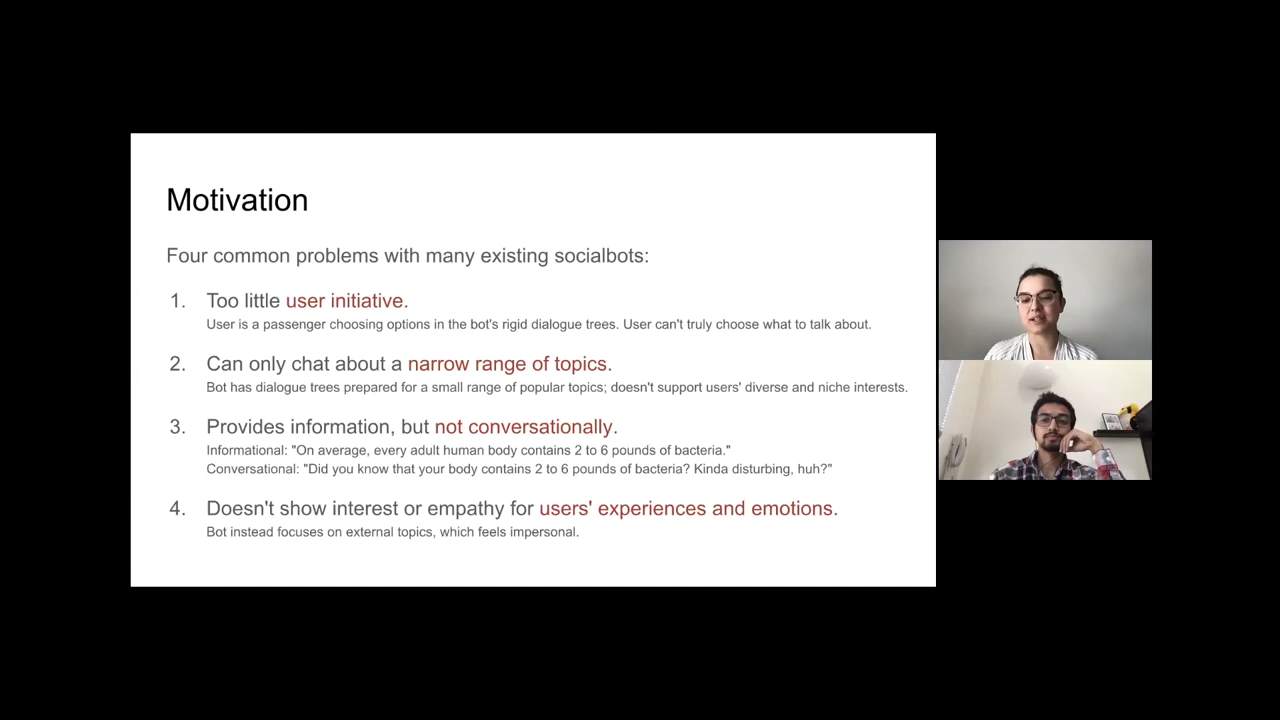 Motivation
Four common problems with many existing socialbots:
1. Too little user initiative.
User is a passenger choosing options in the bot's rigid dialogue trees. User can't truly choose what to talk about.
2. Can only chat about a narrow range of topics.
Bot has dialogue trees prepared for a small range of popular topics; doesn't support users' diverse and niche interests.
3. Provides information, but not conversationally.
Informational: "On average, every adult human body contains 2 to 6 pounds of bacteria."
Conversational: "Did you know that your body contains 2 to 6 pounds of bacteria? Kinda disturbing, huh?"
4. Doesn't show interest or empathy for users' experiences and emotions.
Bot instead focuses on external topics, which feels impersonal.